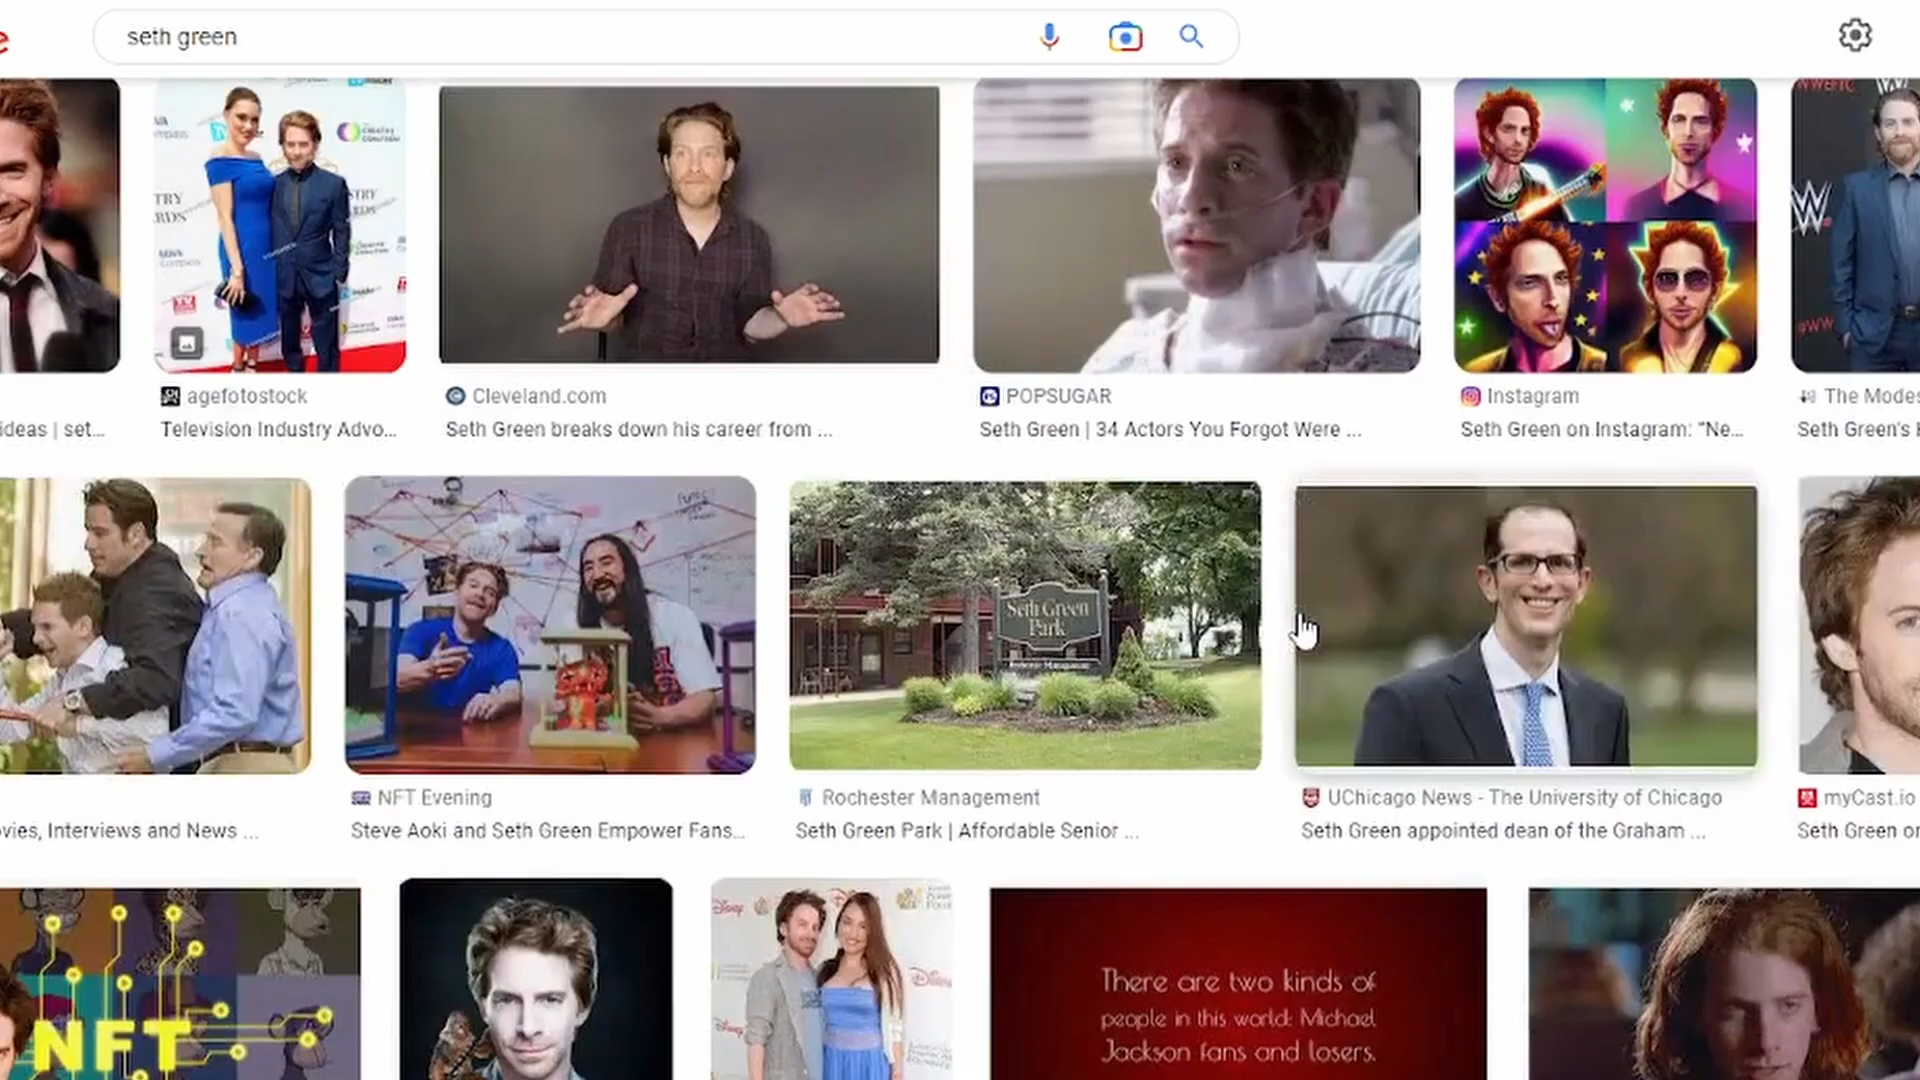 e
seth green
agefotostock
Cleveland.com
POPSUGAR
Instagram
The Modes
ideas | set...
Television Industry Advo...
Seth Green breaks down his career from ...
Seth Green | 34 Actors You Forgot Were ...
Seth Green on Instagram: "Ne...
Seth Green's
Seth Green
Park
NFT Evening
Rochester Management
UChicago News - The University of Chicago
myCast.io
ovies, Interviews and News ...
Steve Aoki and Seth Green Empower Fans...
Seth Green Park | Affordable Senior ...
Seth Green appointed dean of the Graham ...
Seth Green or
NFT
Disney
Disney
There are two kinds of
people in this world: Michael
Jackson fans and losers.